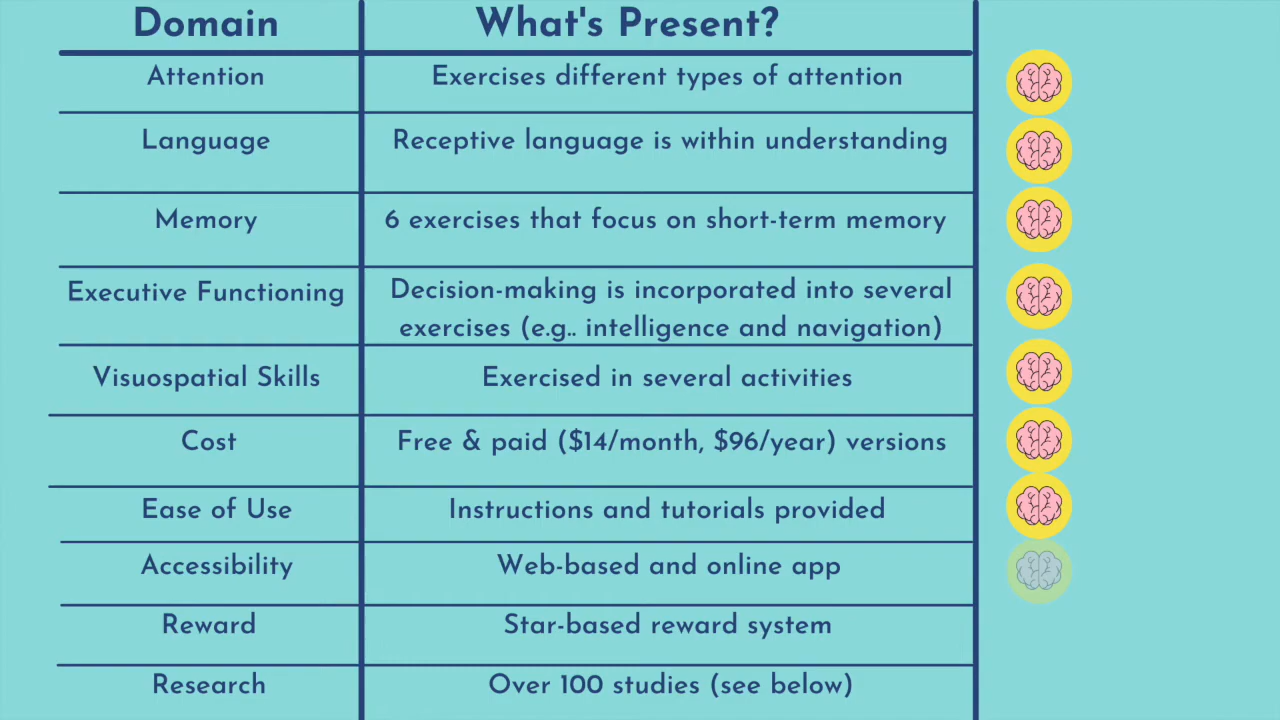 Domain
What's Present?
Attention
Exercises different types of attention
Language
Receptive language is within understanding
Memory
6 exercises that focus on short-term memory
Executive Functioning
Decision-making is incorporated into several
exercises (e.g.. intelligence and navigation)
Visuospatial Skills
Exercised in several activities
Cost
Free & paid ($14/month, $96/year) versions
Ease of Use
Instructions and tutorials provided
Accessibility
Web-based and online app
Reward
Star-based reward system
Research
Over 100 studies (see below)